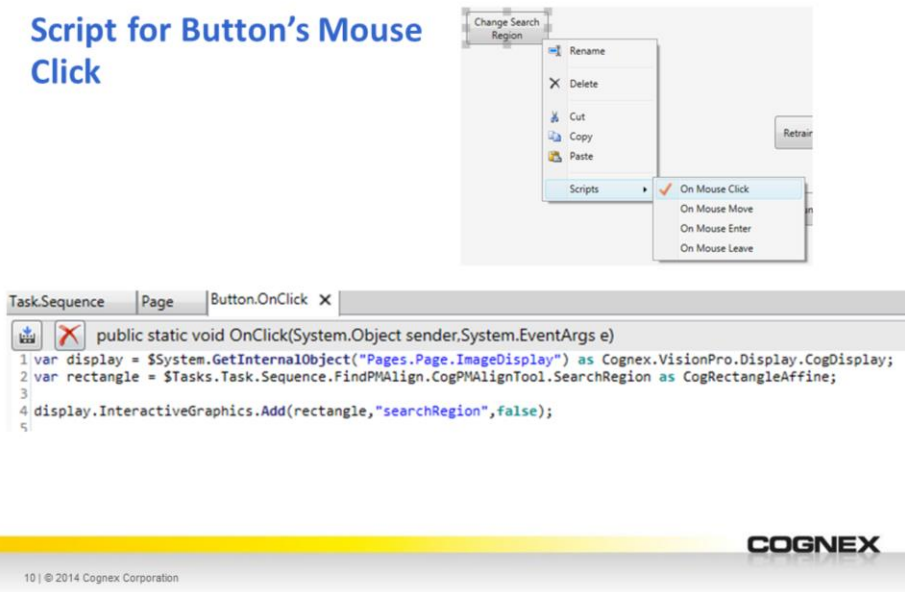 Script for Button's Mouse
Click
Change Search
Region
Rename
Delete
Cut
Copy
Paste
Scripts
On Mouse Click
On Mouse Move
On Mouse Enter
On Mouse Leave
Task.Sequence Page Button.OnClick X
public static void OnClick(System.Object sender,System.EventArgs e)
1 var display = $System.GetInternalObject("Pages.Page.ImageDisplay") as Cognex.VisionPro.Display.CogDisplay;
2 var rectangle = $Tasks.Task.Sequence.FindPMAlign.CogPMAlignTool.SearchRegion as CogRectangleAffine;
3
4 display.InteractiveGraphics.Add(rectangle,"searchRegion",false);
5
COGNEX
10 | © 2014 Cognex Corporation